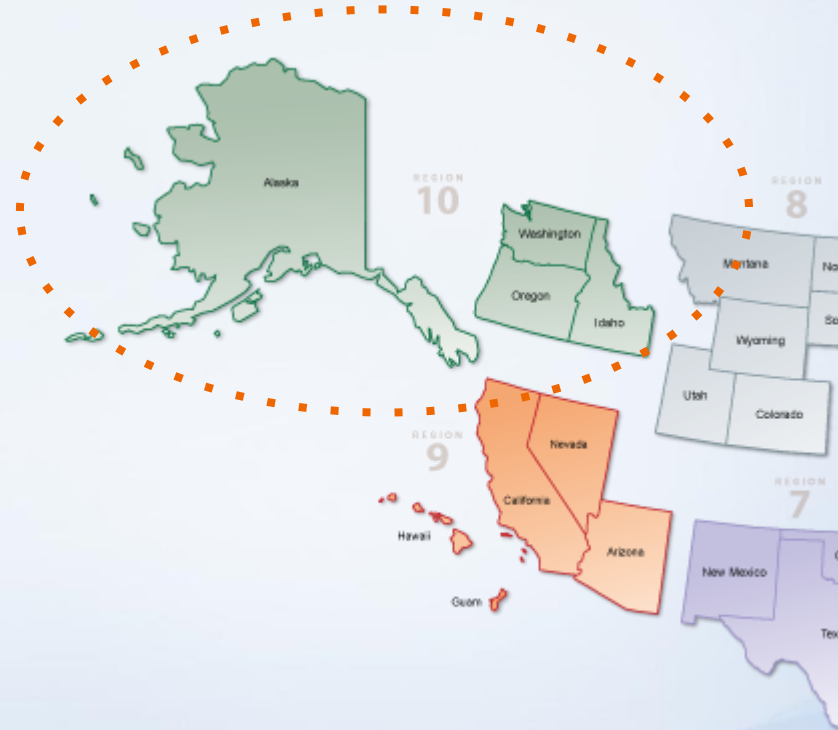 Alaska
REGION
10
Washington
Oregon
Idaho
REGION
8
Montana
Wyoming
Utah
Colorado
REGION
9
Nevada
California
Arizona
Hawaii
Guam
REGION
7
New Mexico